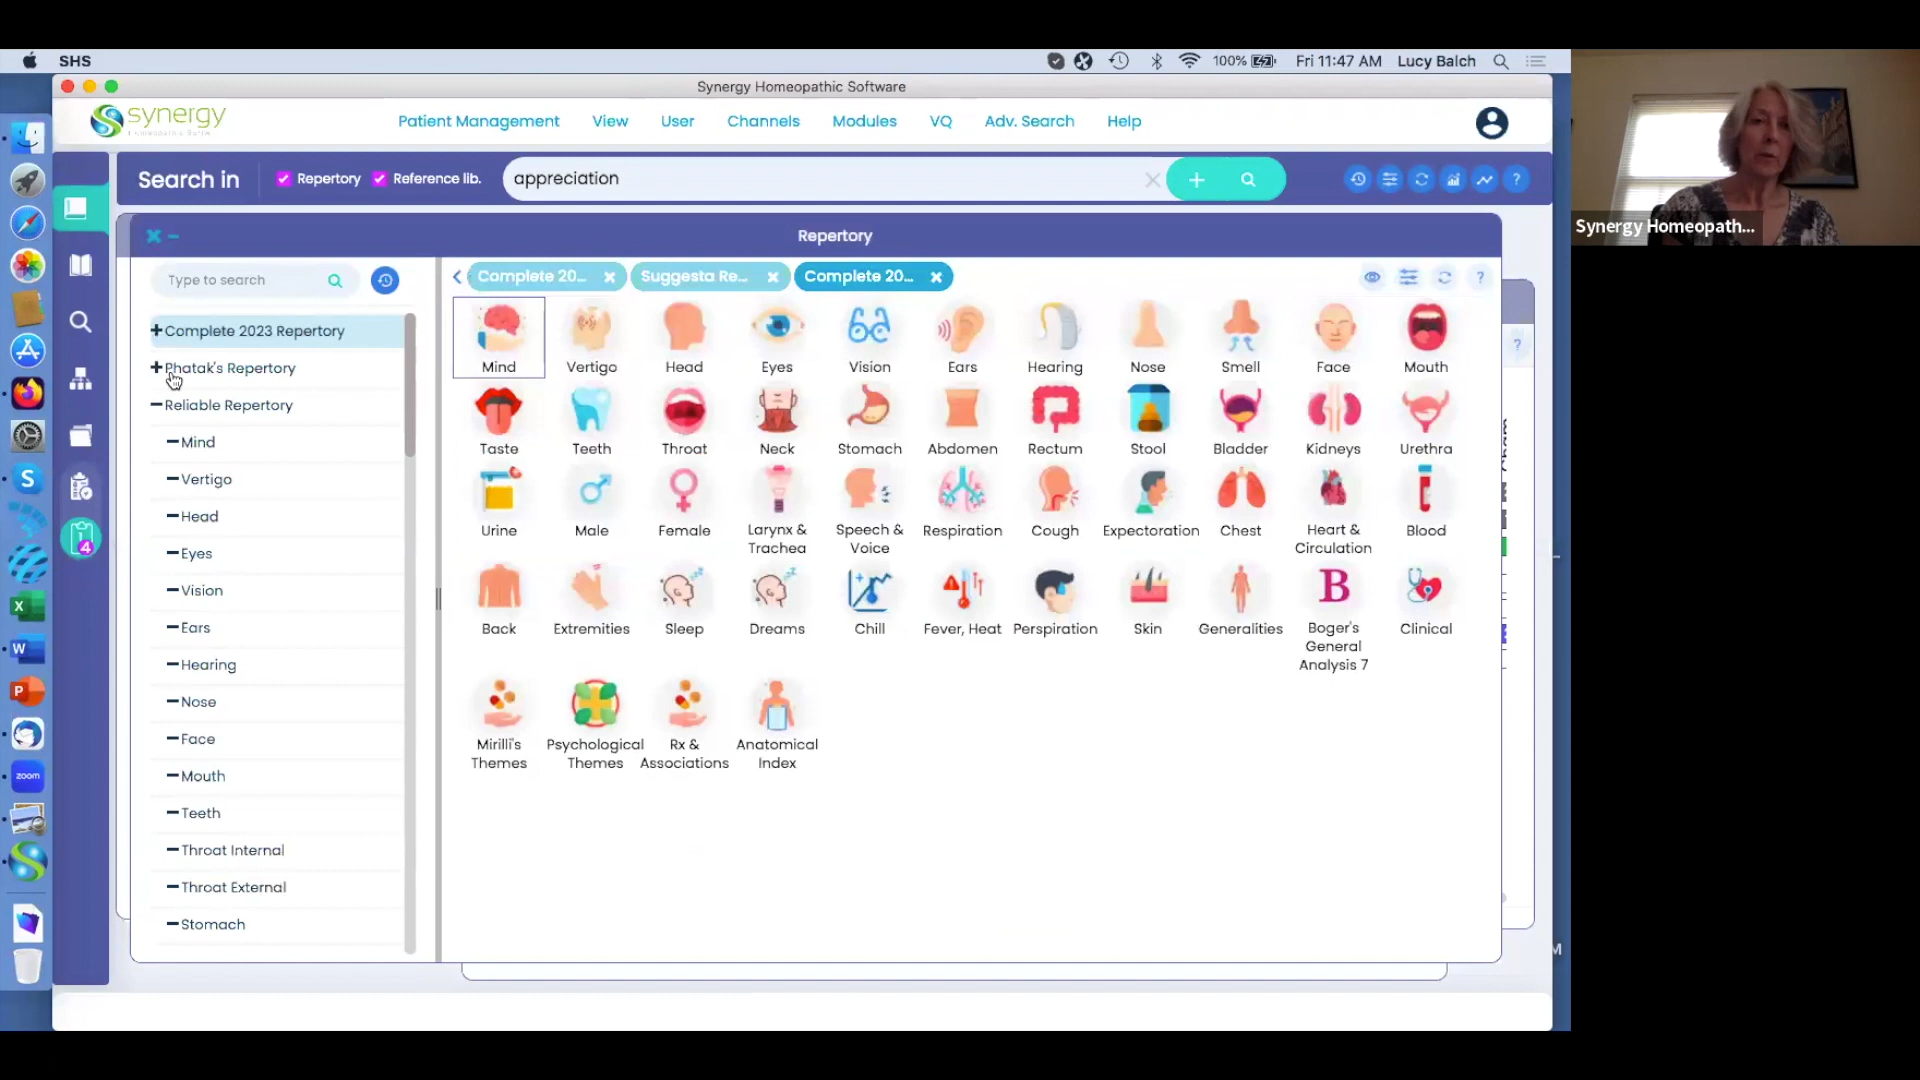 SHS
100%
Fri 11:47 AM
Lucy Balch
Synergy Homeopathic Software
synergy
Patient Management
View
User
Channels
Modules
VQ
Adv. Search
Help
Search in
Repertory
Reference lib.
appreciation
Repertory
Synergy Homeopath...
Type to search
Complete 20...
Suggesta Re...
Complete 20...
Complete 2023 Repertory
Phatak's Repertory
Reliable Repertory
Mind
Vertigo
Head
Eyes
Vision
Ears
Hearing
Nose
Face
Mouth
Teeth
Throat Internal
Throat External
Stomach
Mind
Vertigo
Head
Eyes
Vision
Ears
Hearing
Nose
Smell
Face
Mouth
Taste
Teeth
Throat
Neck
Stomach
Abdomen
Rectum
Stool
Bladder
Kidneys
Urethra
Urine
Male
Female
Larynx &
Trachea
Speech &
Voice
Respiration
Cough
Expectoration
Chest
Heart &
Circulation
Blood
Back
Extremities
Sleep
Dreams
Chill
Fever, Heat
Perspiration
Skin
Generalities
B
Boger's
General
Analysis 7
Clinical
Mirilli's
Themes
Psychological
Themes
Rx &
Associations
Anatomical
Index
4
zoom